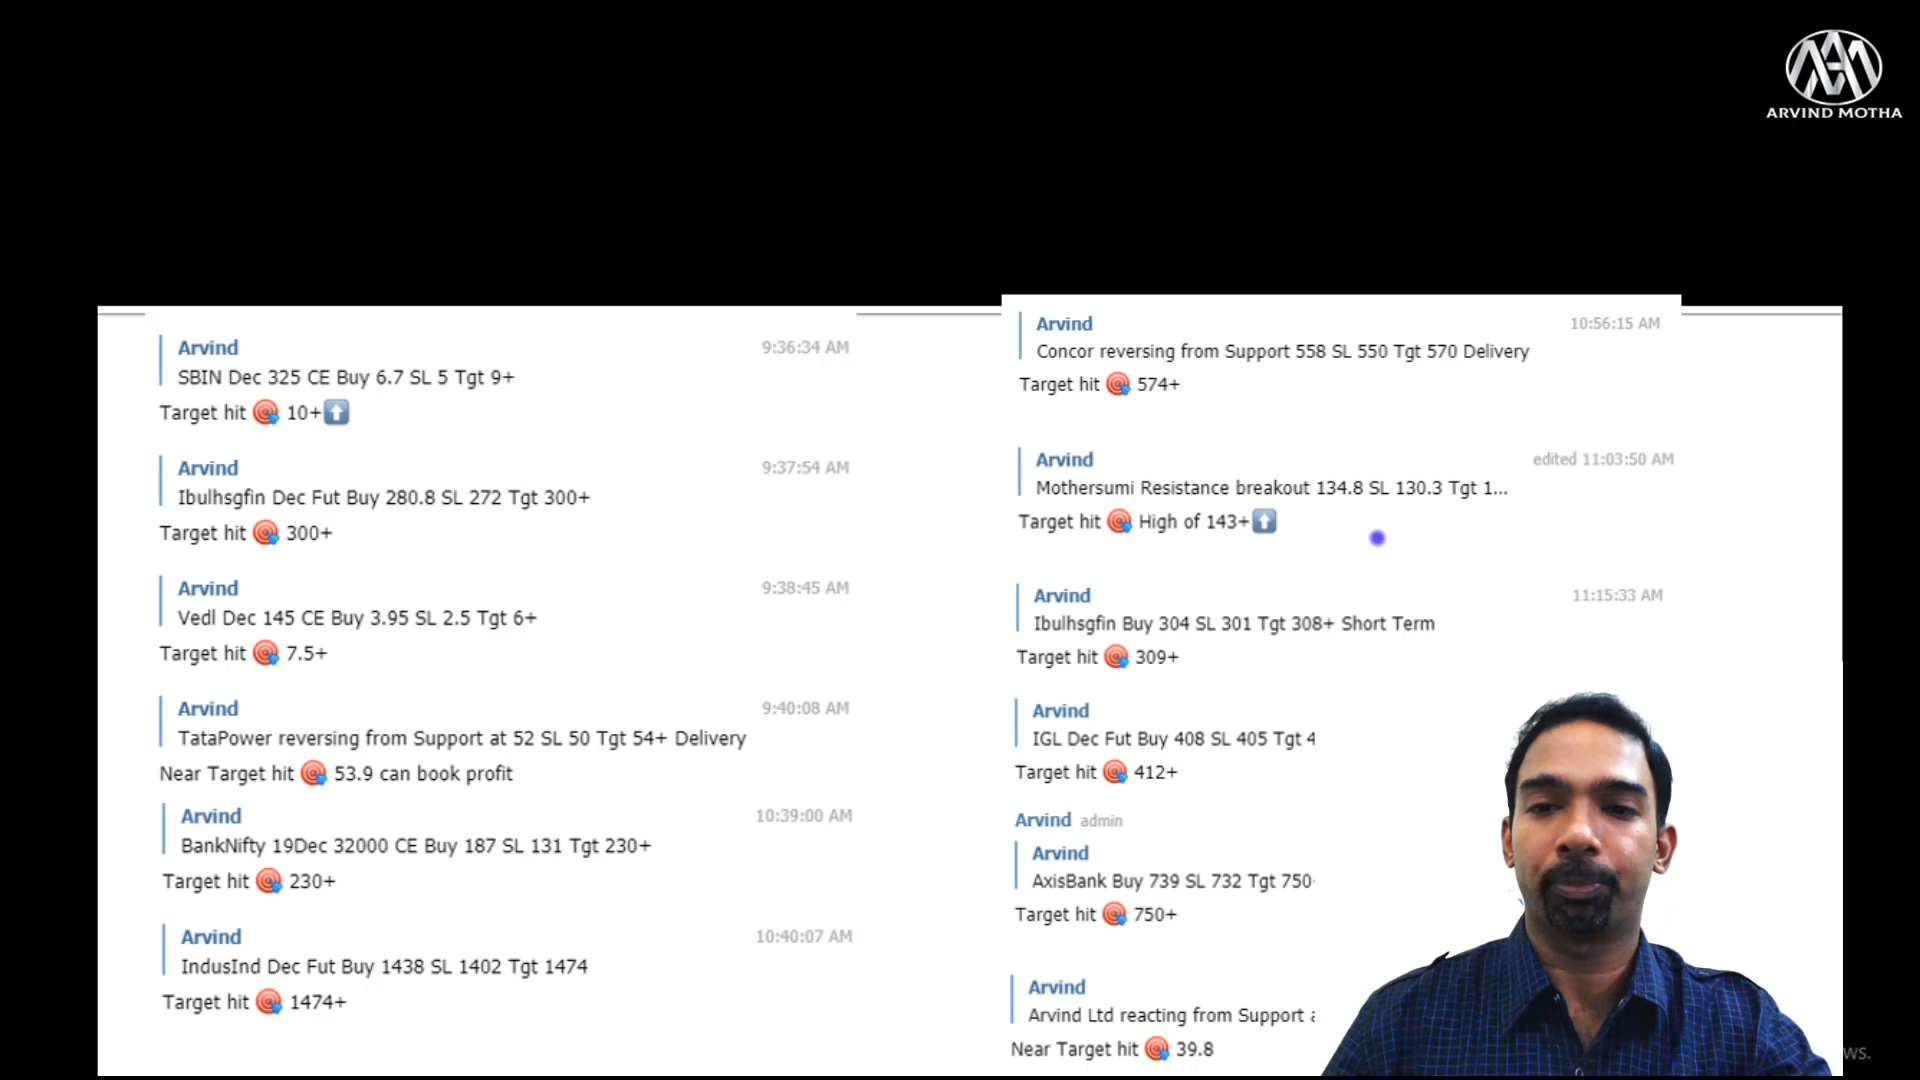 ARVIND MOTHA
Arvind 9:36:34 AM
SBIN Dec 325 CE Buy 6.7 SL 5 Tgt 9+
Target hit 🎯 10+⬆️
Arvind 9:37:54 AM
Ibulhsgfin Dec Fut Buy 280.8 SL 272 Tgt 300+
Target hit 🎯 300+
Arvind 9:38:45 AM
Vedl Dec 145 CE Buy 3.95 SL 2.5 Tgt 6+
Target hit 🎯 7.5+
Arvind 9:40:08 AM
TataPower reversing from Support at 52 SL 50 Tgt 54+ Delivery
Near Target hit 🎯 53.9 can book profit
Arvind 10:39:00 AM
BankNifty 19Dec 32000 CE Buy 187 SL 131 Tgt 230+
Target hit 🎯 230+
Arvind 10:40:07 AM
IndusInd Dec Fut Buy 1438 SL 1402 Tgt 1474
Target hit 🎯 1474+
Arvind 10:56:15 AM
Concor reversing from Support 558 SL 550 Tgt 570 Delivery
Target hit 🎯 574+
Arvind edited 11:03:50 AM
Mothersumi Resistance breakout 134.8 SL 130.3 Tgt 1...
Target hit 🎯 High of 143+⬆️
Arvind 11:15:33 AM
Ibulhsgfin Buy 304 SL 301 Tgt 308+ Short Term
Target hit 🎯 309+
Arvind
IGL Dec Fut Buy 408 SL 405 Tgt 4
Target hit 🎯 412+
Arvind admin
Arvind
AxisBank Buy 739 SL 732 Tgt 750
Target hit 🎯 750+
Arvind
Arvind Ltd reacting from Support
Near Target hit 🎯 39.8
ws.